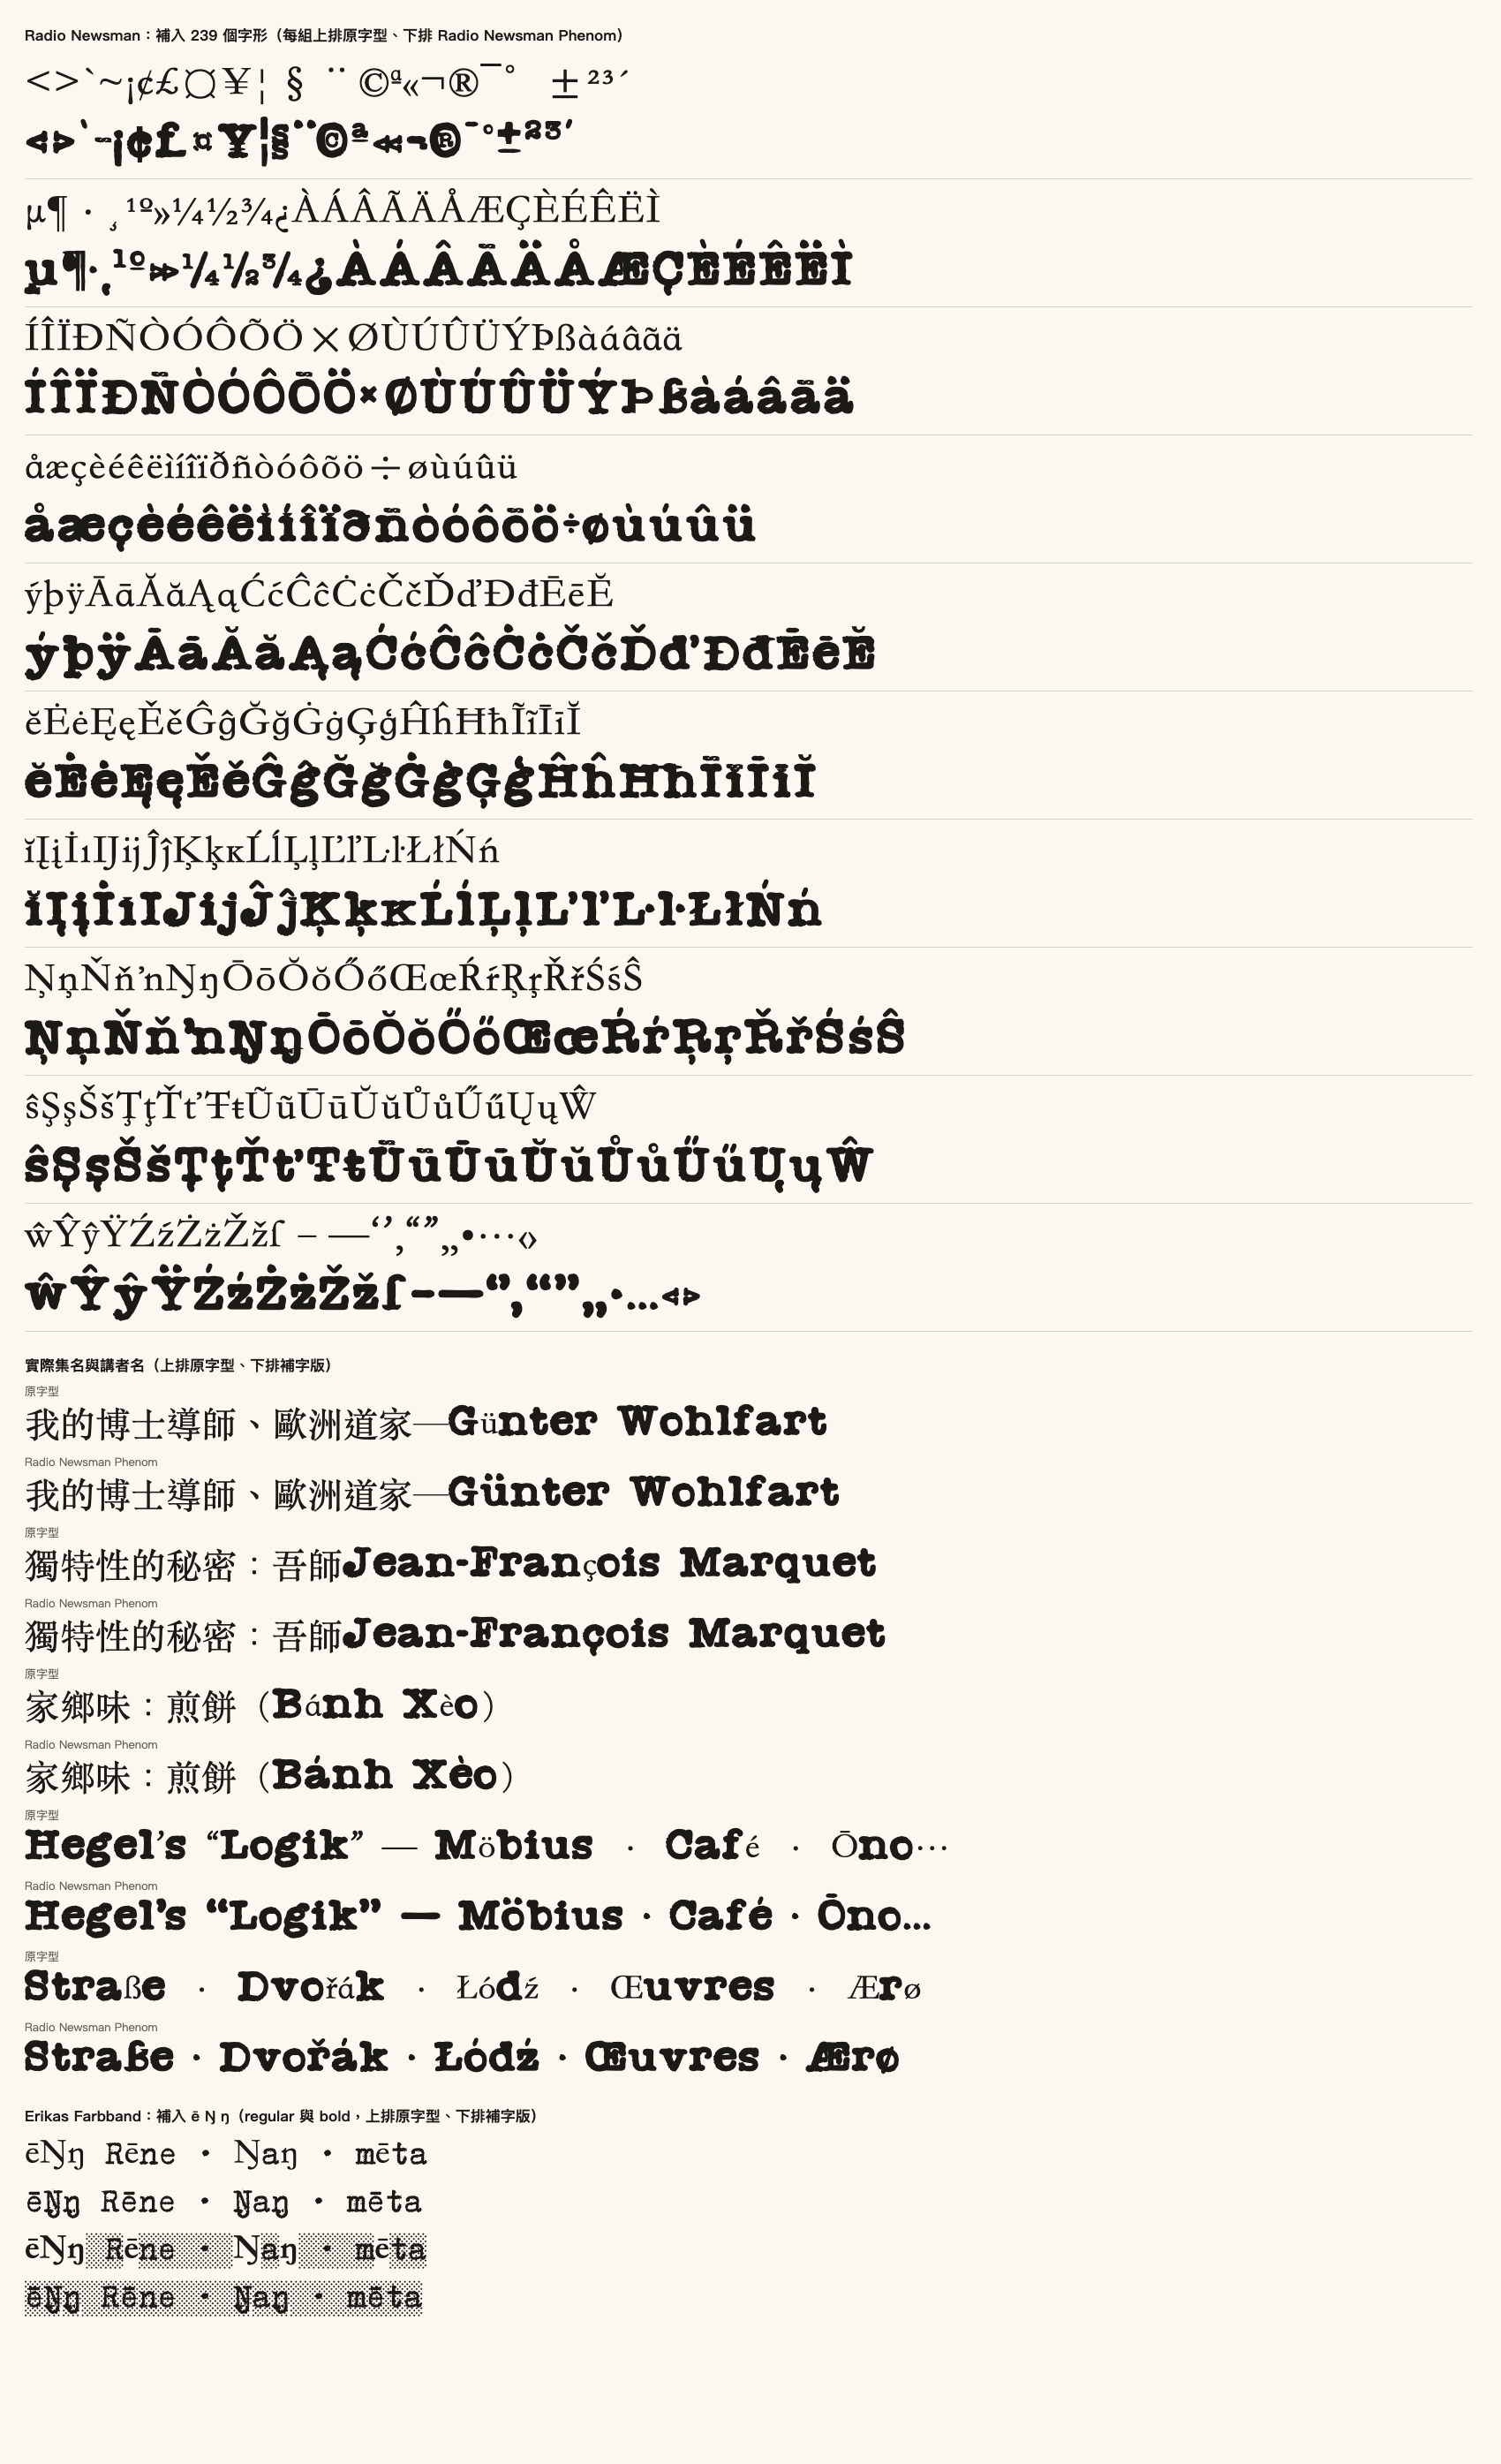 Radio Newsman：補入 239 個字形（每組上排原字型、下排 Radio Newsman Phenom）
<>`~¡¢£¤¥¦ § ¨ ©ª«¬®¯° ±²³´
<>`~¡¢£¤¥¦§¨©ª«¬®¯°±²³´
µ¶ · ¸¹º»¼½¾¿ÀÁÂÃÄÅÆÇÈÉÊËÌ
µ¶·¸¹º»¼½¾¿ÀÁÂÃÄÅÆÇÈÉÊËÌ
ÍÎÏÐÑÒÓÔÕÖ×ØÙÚÛÜÝÞßàáâãä
ÍÎÏÐÑÒÓÔÕÖ×ØÙÚÛÜÝÞßàáâãä
åæçèéêëìíîïðñòóôõö÷øùúûü
åæçèéêëìíîïðñòóôõö÷øùúûü
ýþÿĀāĂăĄąĆćĈĉĊċČčĎďĐđĒēĔ
ýþÿĀāĂăĄąĆćĈĉĊċČčĎďĐđĒēĔ
ĕĖėĘęĚěĜĝĞğĠġĢģĤĥĦħĨĩĪīĬ
ĕĖėĘęĚěĜĝĞğĠġĢģĤĥĦħĨĩĪīĬ
ĭĮįİıĲĳĴĵĶķĸĹĺĻļĽľĿŀŁłŃń
ĭĮįİıĲĳĴĵĶķĸĹĺĻļĽľĿŀŁłŃń
ŅņŇňŉŊŋŌōŎŏŐőŒœŔŕŖŗŘřŚśŜ
ŅņŇňŉŊŋŌōŎŏŐőŒœŔŕŖŗŘřŚśŜ
ŝŞşŠšŢţŤťŦŧŨũŪūŬŭŮůŰűŲųŴ
ŝŞşŠšŢţŤťŦŧŨũŪūŬŭŮůŰűŲųŴ
ŵŶŷŸŹźŻżŽžſ – —‘’‚“”„•…‹›
ŵŶŷŸŹźŻżŽžſ–—‘’‚“”„•…‹›
實際集名與講者名（上排原字型、下排補字版）
原字型
我的博士導師、歐洲道家—Günter Wohlfart
Radio Newsman Phenom
我的博士導師、歐洲道家—Günter Wohlfart
原字型
獨特性的秘密：吾師Jean-François Marquet
Radio Newsman Phenom
獨特性的秘密：吾師Jean-François Marquet
原字型
家鄉味：煎餅（Bánh Xèo）
Radio Newsman Phenom
家鄉味：煎餅（Bánh Xèo）
原字型
Hegel’s “Logik” — Möbius · Café · Ōno…
Radio Newsman Phenom
Hegel’s “Logik” — Möbius · Café · Ōno…
原字型
Straße · Dvořák · Łódź · Œuvres · Ærø
Radio Newsman Phenom
Straße · Dvořák · Łódź · Œuvres · Ærø
Erikas Farbband：補入 ē Ŋ ŋ（regular 與 bold，上排原字型、下排補字版）
ēŊŋ Rēne · Ŋaŋ · mēta
ēŊŋ Rēne · Ŋaŋ · mēta
ēŊŋ Rēne · Ŋaŋ · mēta
ēŊŋ Rēne · Ŋaŋ · mēta